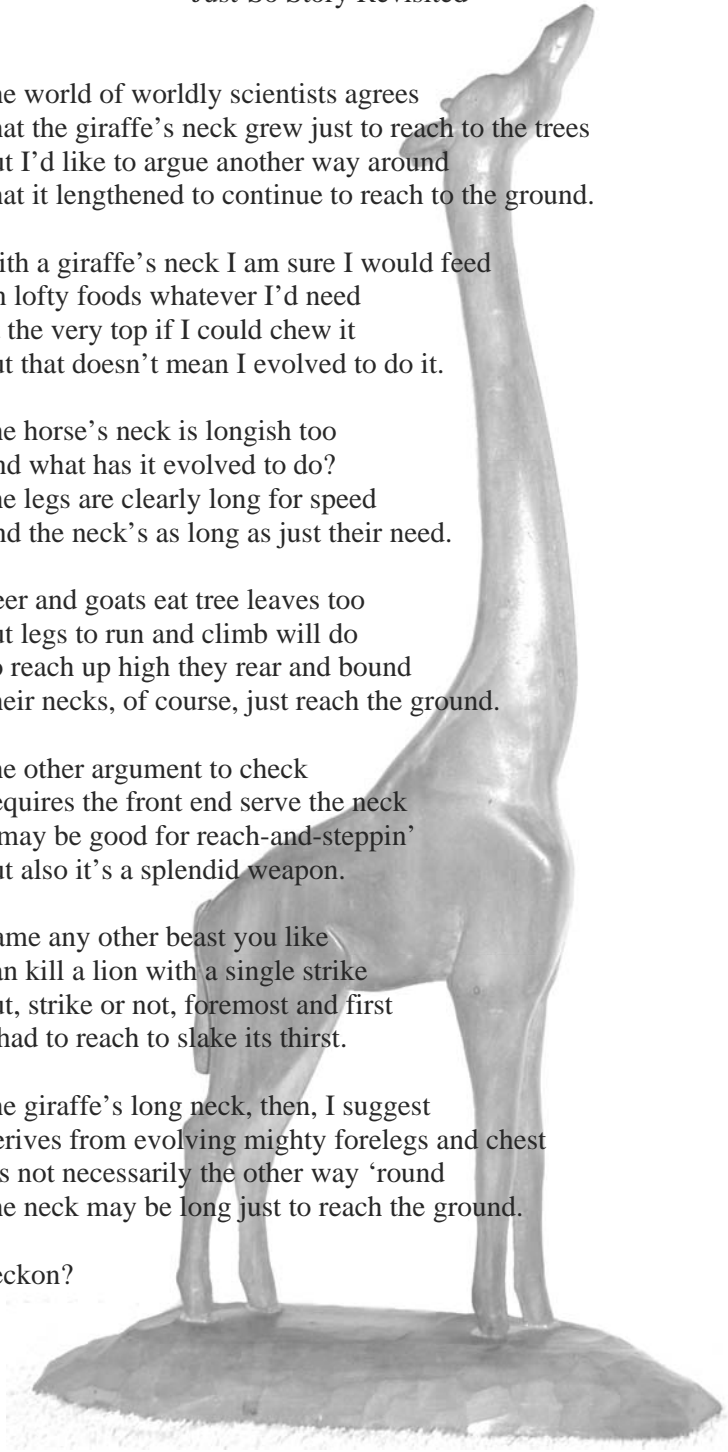 Just-So Story Revisited
he world of worldly scientists agrees
hat the giraffe’s neck grew just to reach to the trees
ut I’d like to argue another way around
hat it lengthened to continue to reach to the ground.
ith a giraffe’s neck I am sure I would feed
n lofty foods whatever I’d need
the very top if I could chew it
ut that doesn’t mean I evolved to do it.
he horse’s neck is longish too
nd what has it evolved to do?
he legs are clearly long for speed
nd the neck’s as long as just their need.
eer and goats eat tree leaves too
ut legs to run and climb will do
o reach up high they rear and bound
heir necks, of course, just reach the ground.
he other argument to check
equires the front end serve the neck
may be good for reach-and-steppin’
ut also it’s a splendid weapon.
ame any other beast you like
an kill a lion with a single strike
ut, strike or not, foremost and first
had to reach to slake its thirst.
he giraffe’s long neck, then, I suggest
erives from evolving mighty forelegs and chest
s not necessarily the other way ‘round
he neck may be long just to reach the ground.
eckon?